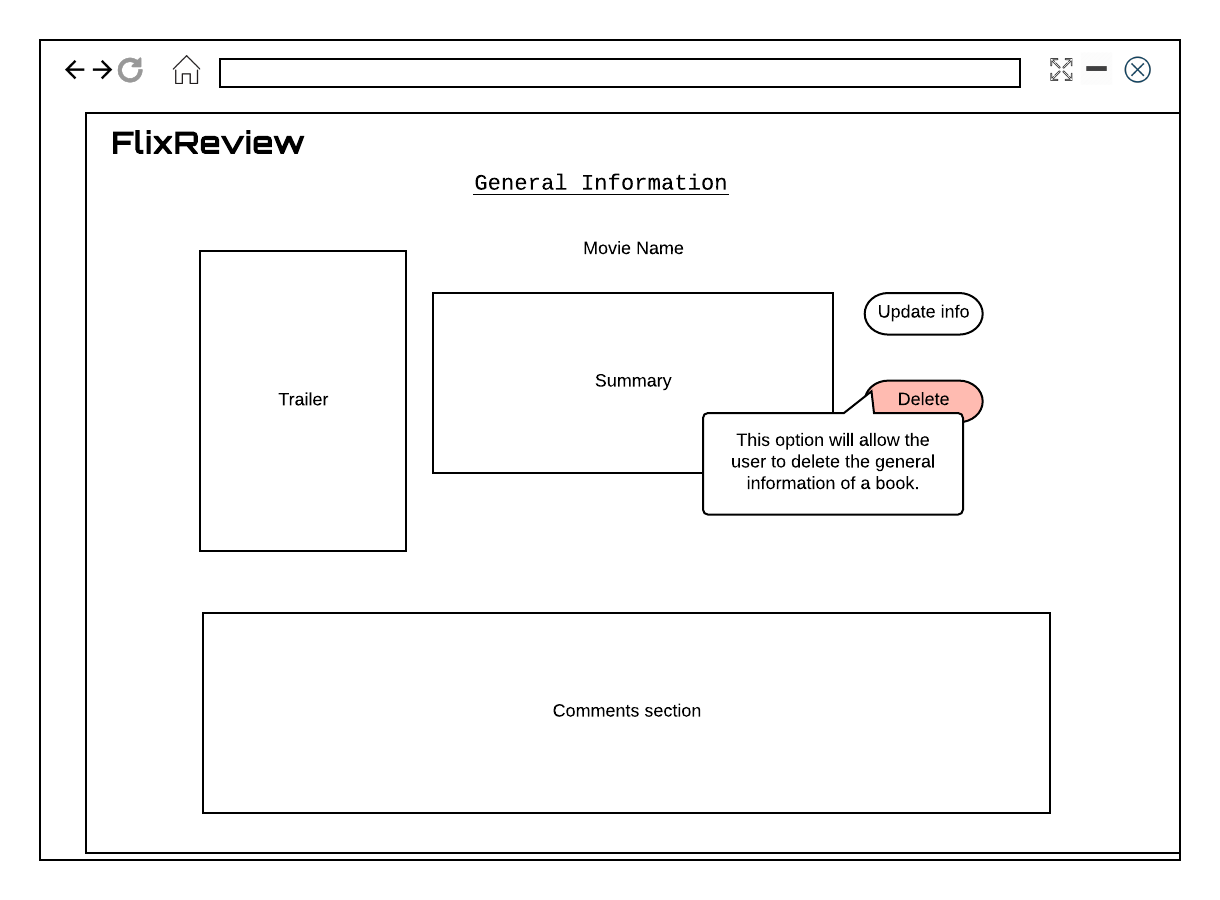 FlixReview
General Information
Movie Name
Trailer
Summary
Update info
Delete
This option will allow the
user to delete the general
information of a book.
Comments section